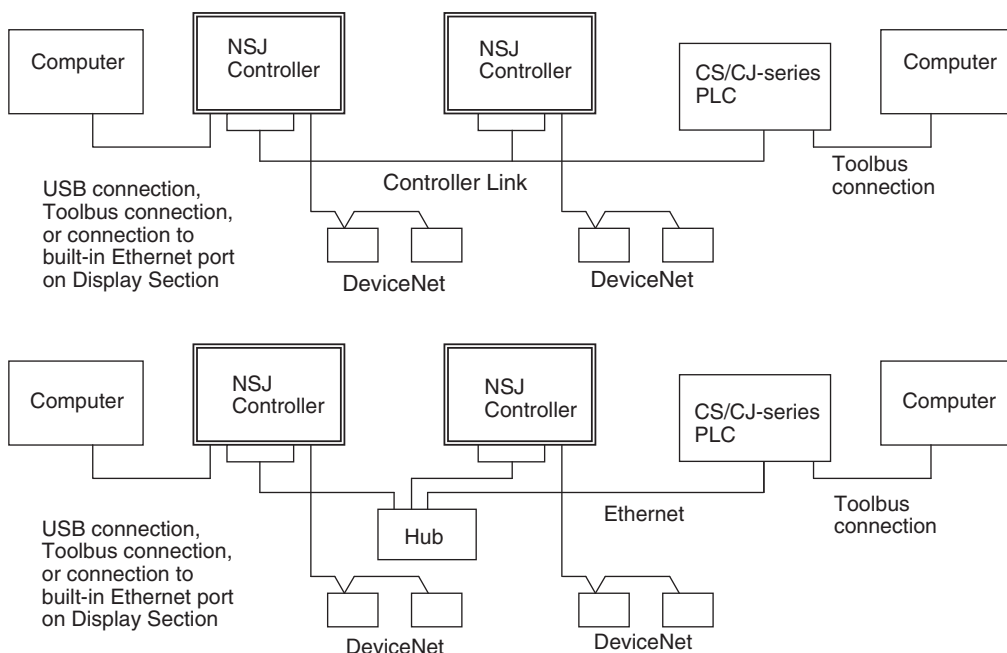 Computer
NSJ
Controller
NSJ
Controller
CS/CJ-series
PLC
Computer
USB connection,
Toolbus connection,
or connection to
built-in Ethernet port
on Display Section
Controller Link
Toolbus
connection
DeviceNet
DeviceNet
Computer
NSJ
Controller
NSJ
Controller
CS/CJ-series
PLC
Computer
USB connection,
Toolbus connection,
or connection to
built-in Ethernet port
on Display Section
Hub
Ethernet
Toolbus
connection
DeviceNet
DeviceNet